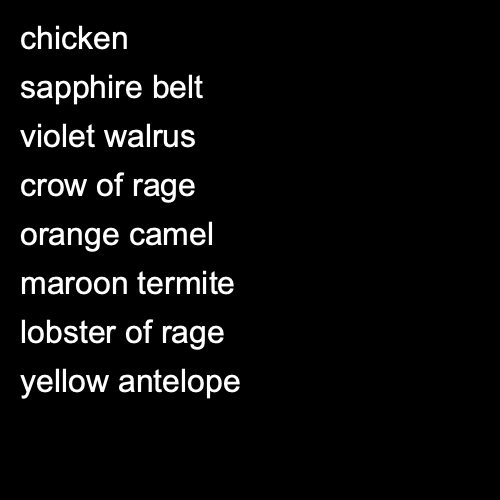 chicken
sapphire belt
violet walrus
crow of rage
orange camel
maroon termite
lobster of rage
yellow antelope